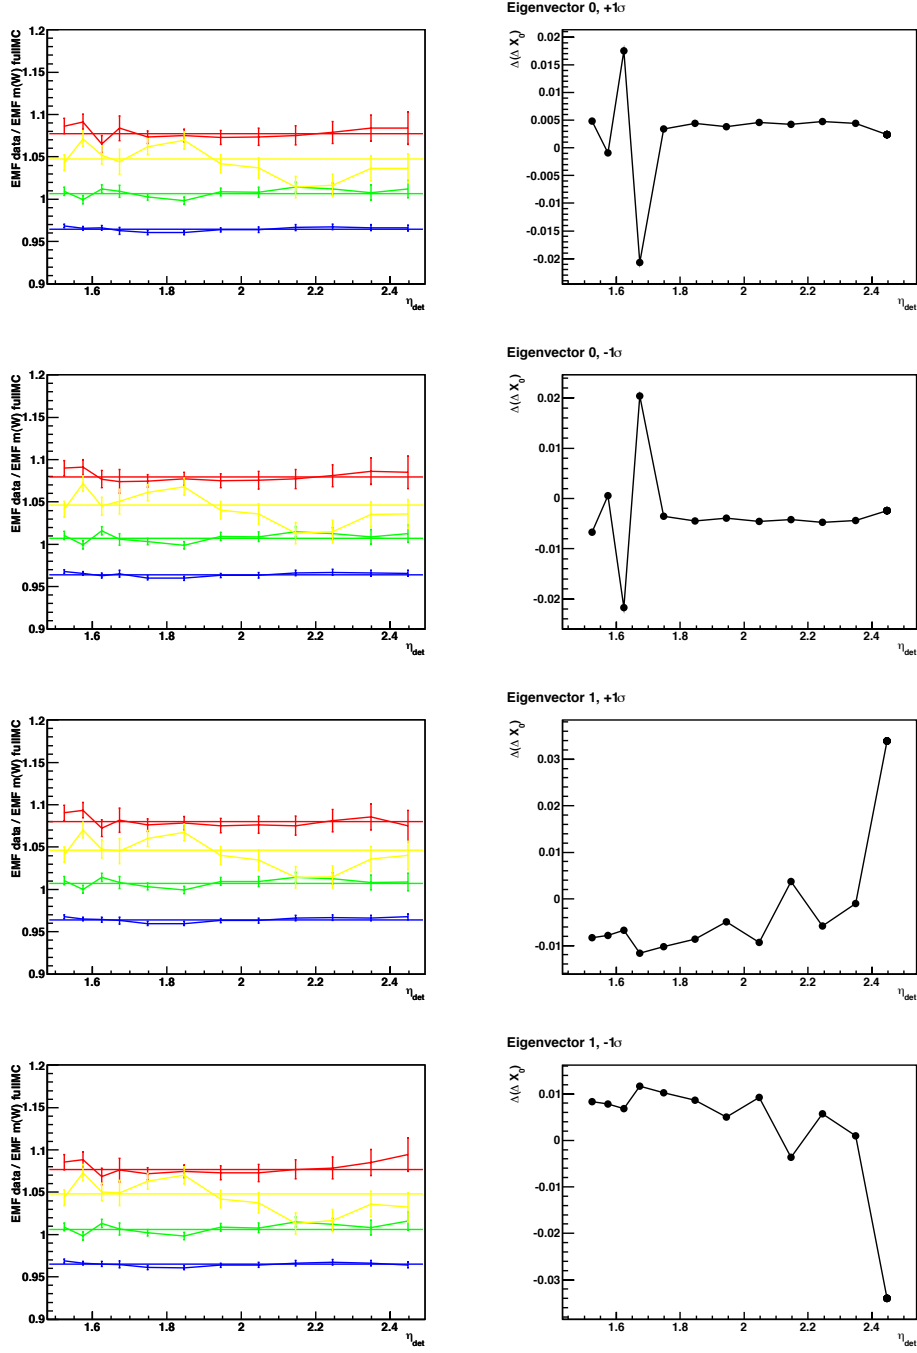 Eigenvector 0, +1σ
EMF data / EMF m(W) fullMC
1.2
1.15
1.1
1.05
1
0.95
0.9
1.6 1.8 2 2.2 2.4
η_det
Δ(Δ X_0)
0.02
0.015
0.01
0.005
0
-0.005
-0.01
-0.015
-0.02
1.6 1.8 2 2.2 2.4
η_det
Eigenvector 0, -1σ
EMF data / EMF m(W) fullMC
1.2
1.15
1.1
1.05
1
0.95
0.9
1.6 1.8 2 2.2 2.4
η_det
Δ(Δ X_0)
0.02
0.01
0
-0.01
-0.02
1.6 1.8 2 2.2 2.4
η_det
Eigenvector 1, +1σ
EMF data / EMF m(W) fullMC
1.2
1.15
1.1
1.05
1
0.95
0.9
1.6 1.8 2 2.2 2.4
η_det
Δ(Δ X_0)
0.03
0.02
0.01
0
-0.01
1.6 1.8 2 2.2 2.4
η_det
Eigenvector 1, -1σ
EMF data / EMF m(W) fullMC
1.2
1.15
1.1
1.05
1
0.95
0.9
1.6 1.8 2 2.2 2.4
η_det
Δ(Δ X_0)
0.01
0
-0.01
-0.02
-0.03
1.6 1.8 2 2.2 2.4
η_det